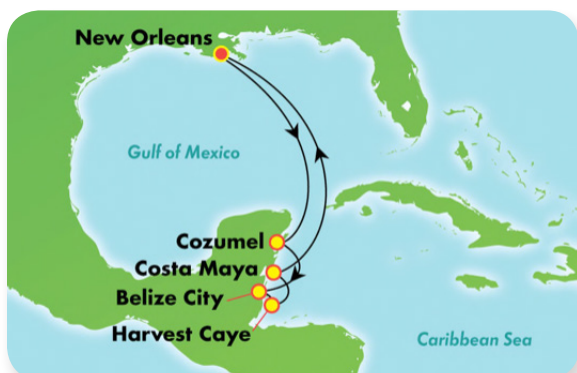 New Orleans
Gulf of Mexico
Cozumel
Costa Maya
Belize City
Harvest Caye
Caribbean Sea